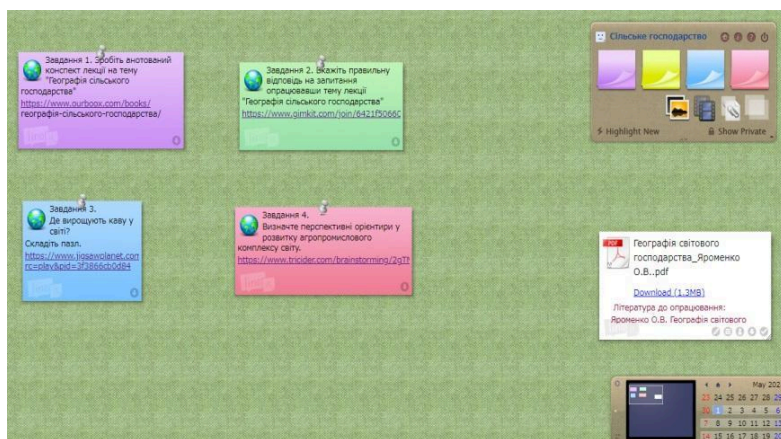 Завдання 1. Зробіть анотований
конспект лекції на тему
"Географія сільського
господарства"
https://www.ourboox.com/books/
географія-сільського-господарства/
Завдання 2. Вкажіть правильну
відповідь на запитання
опрацювавши тему лекції
"Географія сільського господарства"
https://www.gimkit.com/join/6421f5066C
Сільське господарство
Highlight New
Show Private
Завдання 3.
Де вирощують каву у
світі?
Складіть пазл.
https://www.jigsawplanet.com
rc=play&pid=3f3866cb0d84
Завдання 4.
Визначте перспективні орієнтири у
розвитку агропромислового
комплексу світу.
https://www.tricider.com/brainstorming/2gTf
PDF
Географія світового
господарства_Яроменко
О.В..pdf
Download (1.3MB)
Література до опрацювання:
Яроменко О.В. Географія світового
May 202
23 24 25 26 27 28 29
30 1 2 3 4 5 6
7 8 9 10 11 12 13
14 15 16 17 18 19 20